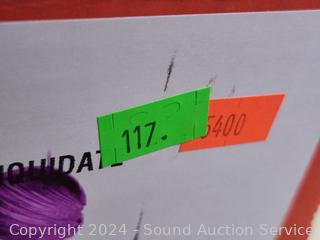 117.
5400
IQUIDATE
Copyright © 2024 - Sound Auction Service